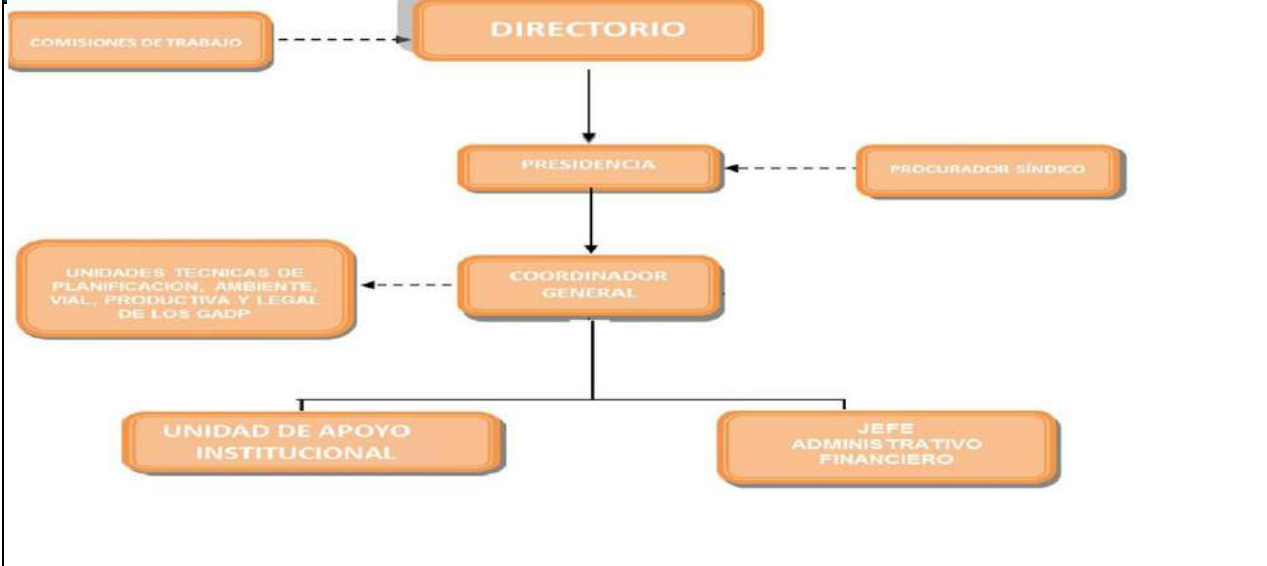 COMISIONES DE TRABAJO
DIRECTORIO
PRESIDENCIA
PROCURADOR SÍNDICO
UNIDADES TECNICAS DE
PLANIFICACIÓN, AMBIENTE,
VIAL, PRODUCTIVA Y LEGAL
DE LOS GADP
COORDINADOR
GENERAL
UNIDAD DE APOYO
INSTITUCIONAL
JEFE
ADMINISTRATIVO
FINANCIERO